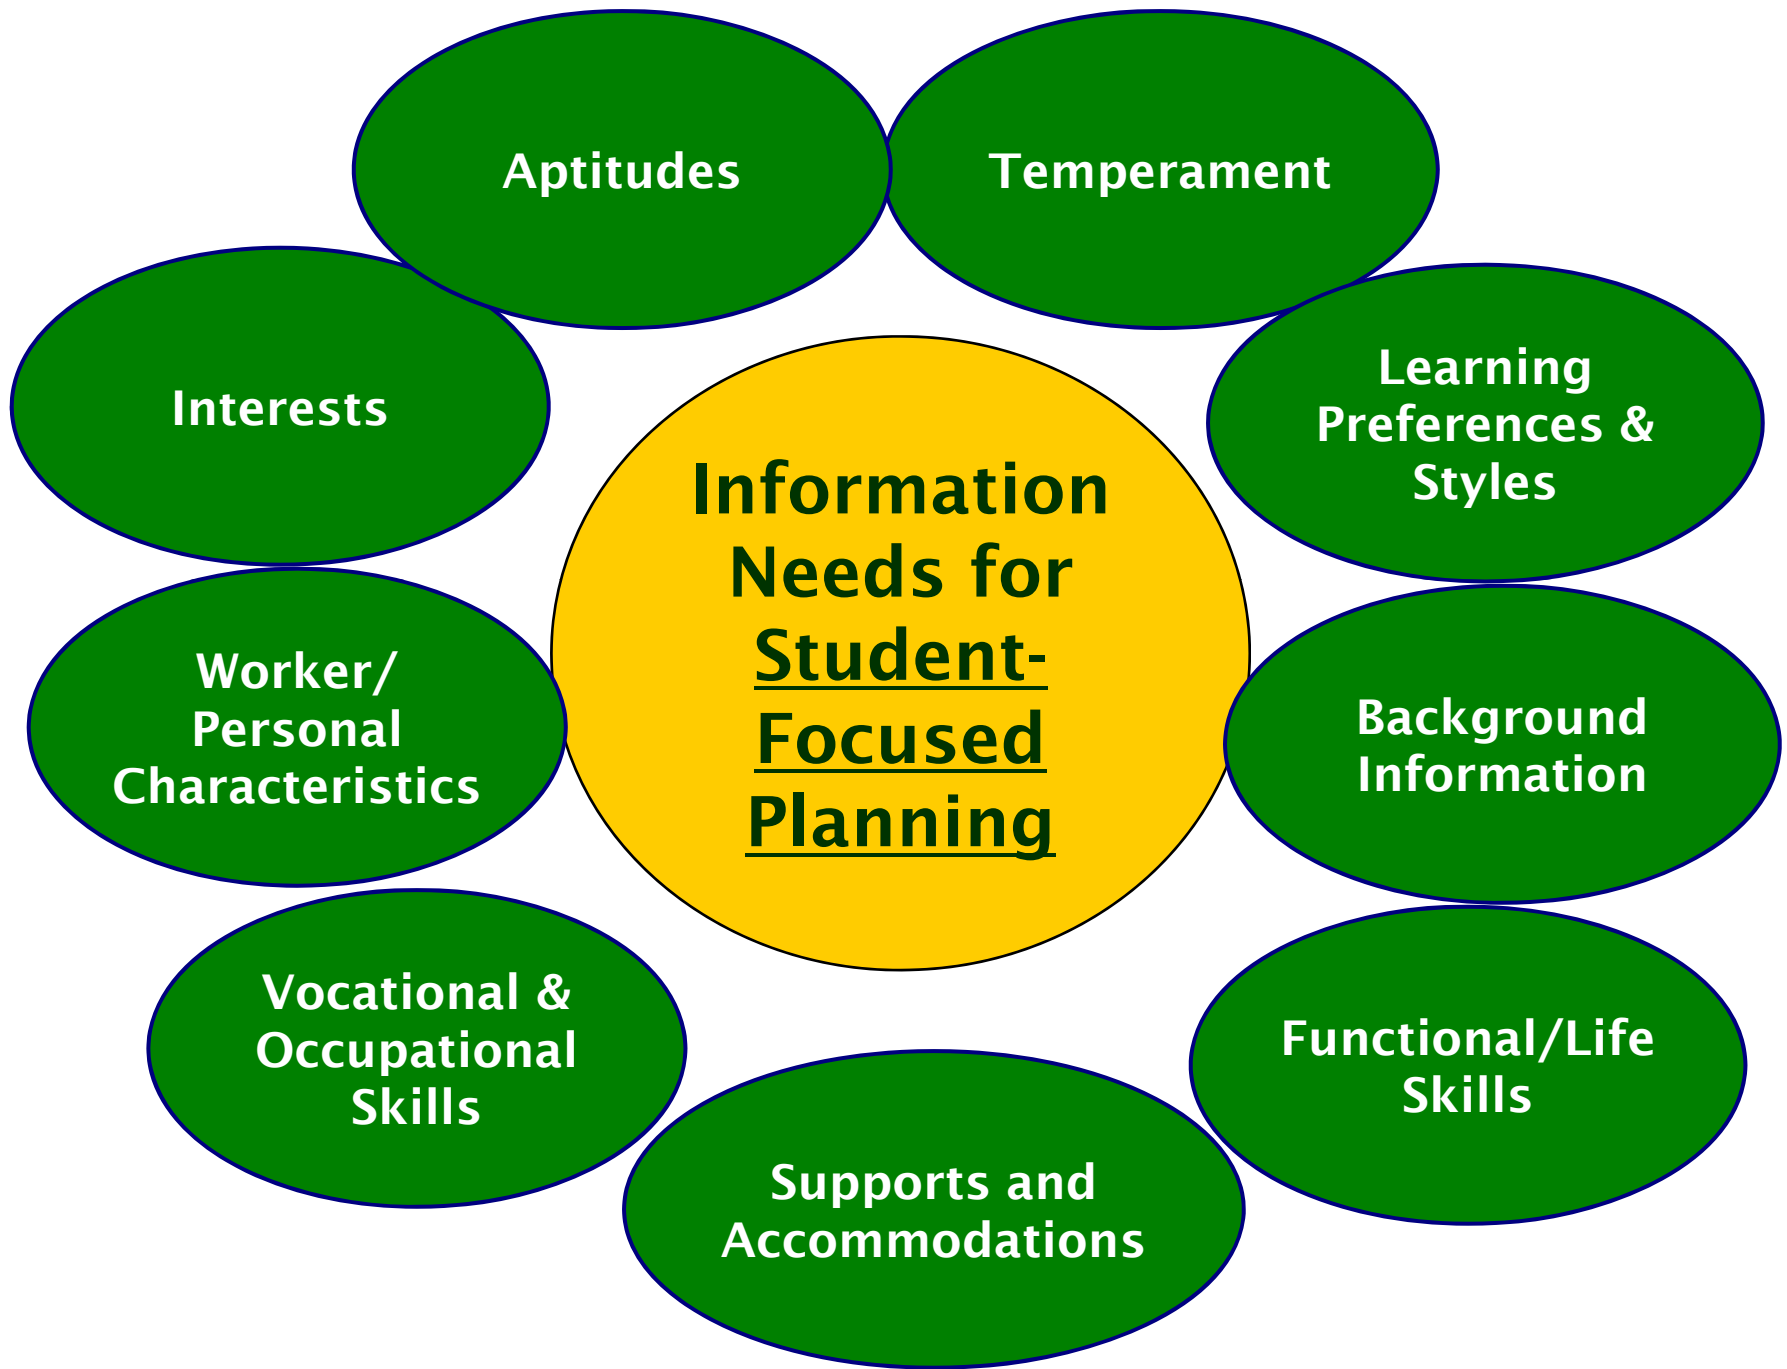 Aptitudes
Temperament
Interests
Learning
Preferences &
Styles
Information
Needs for
Student-
Focused
Planning
Worker/
Personal
Characteristics
Background
Information
Vocational &
Occupational
Skills
Functional/Life
Skills
Supports and
Accommodations